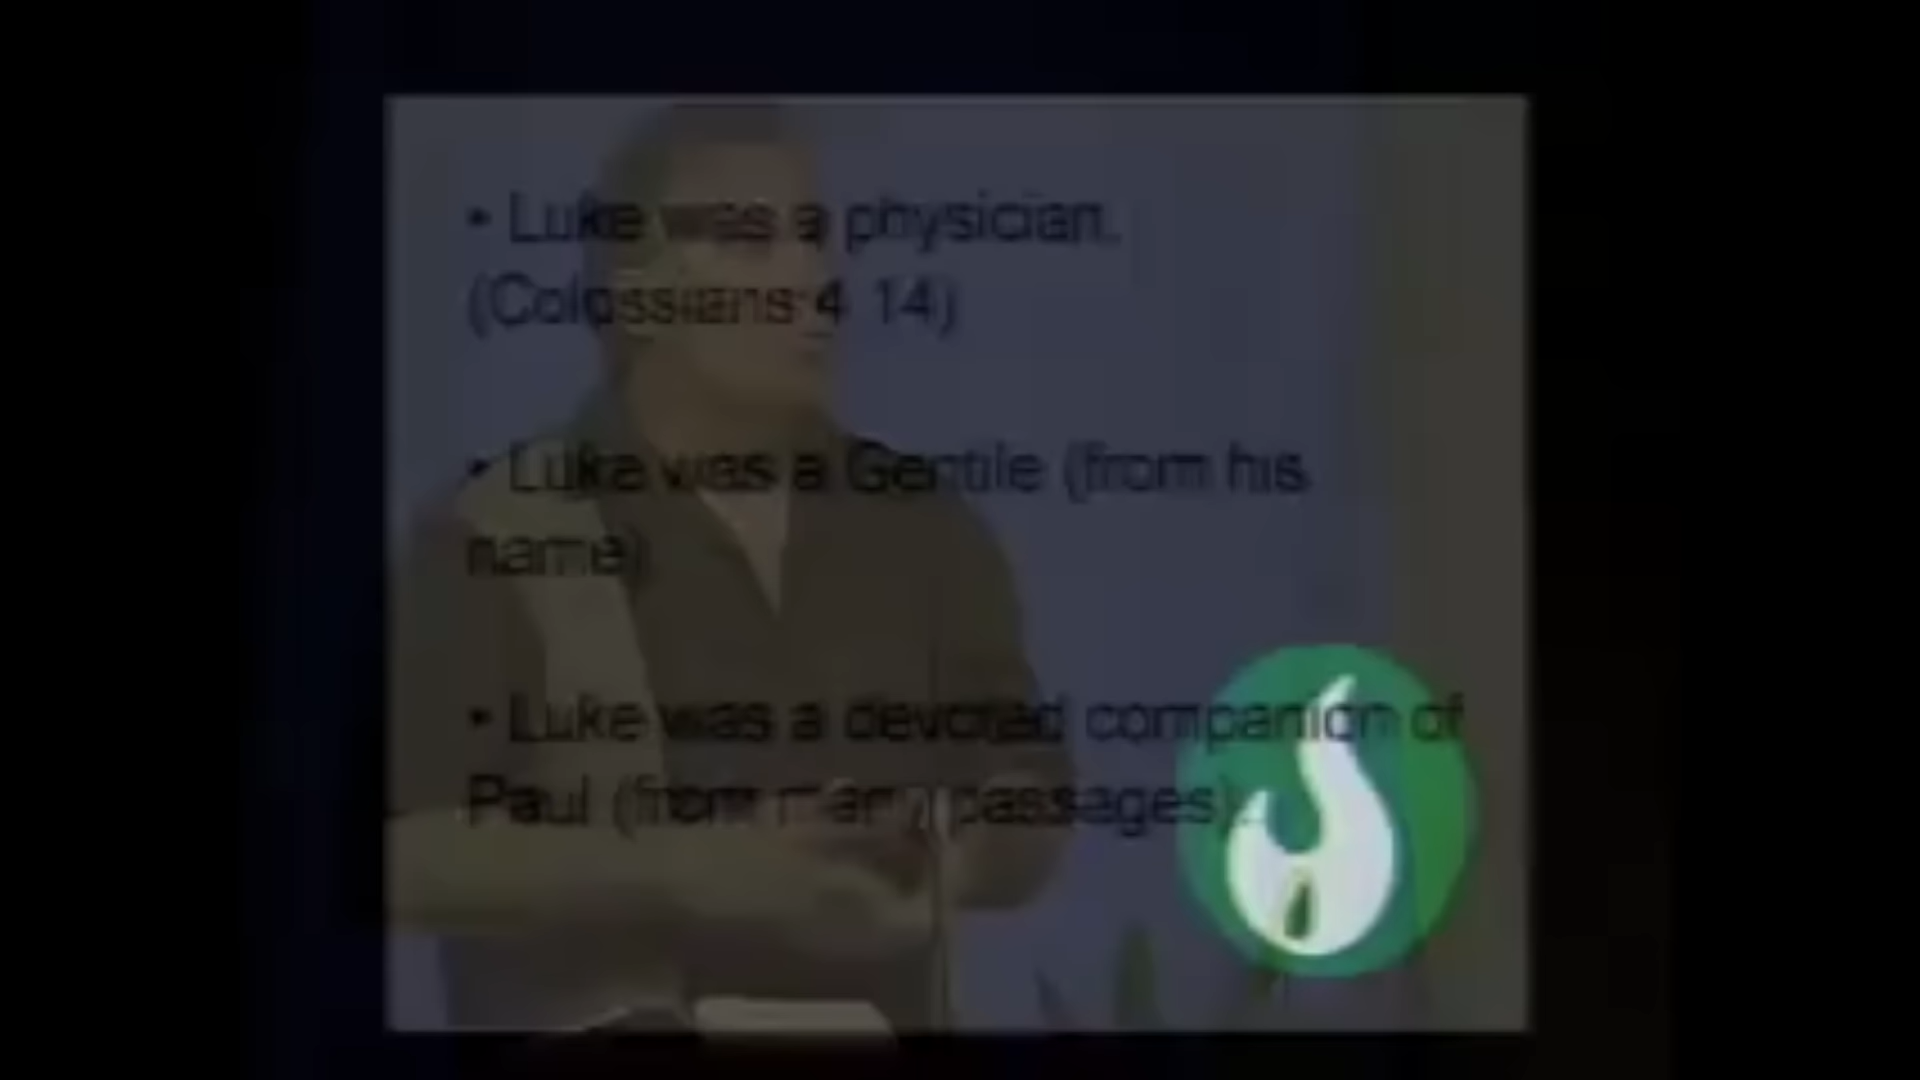 • Luke was a physician.
(Colossians 4 14)
• Luke was a Gentile (from his
name)
• Luke was a devoted companion of
Paul (from many passages).